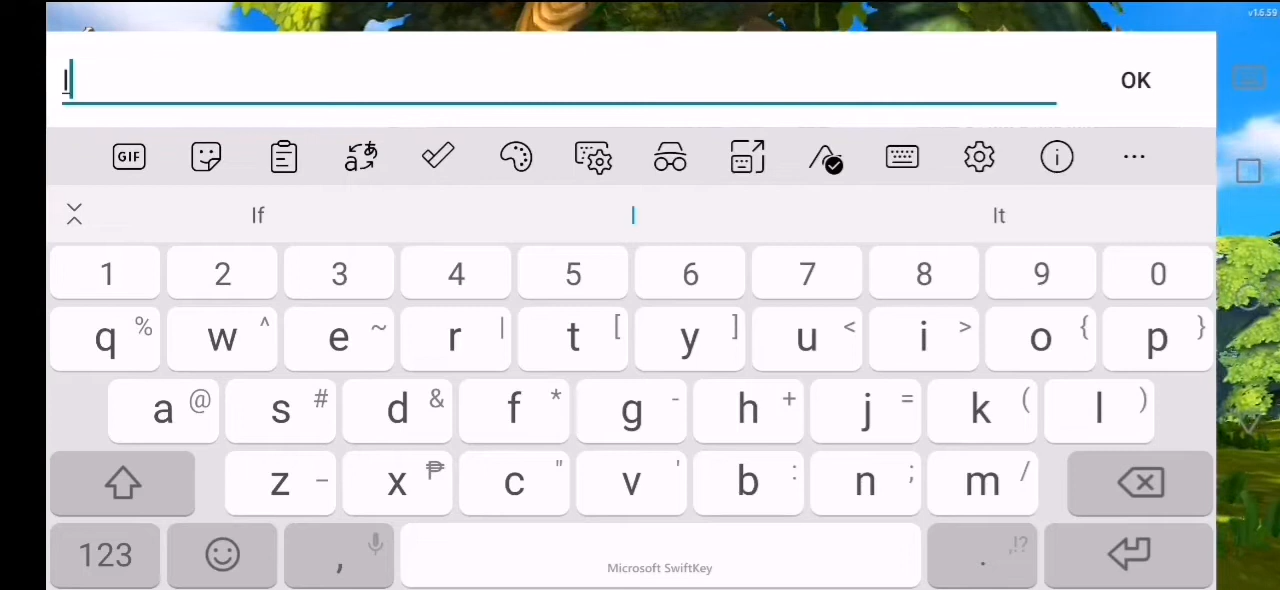 v1.6.59
I
OK
GIF
If I It
1 2 3 4 5 6 7 8 9 0
q % w ^ e ~ r | t [ y ] u < i > o { p }
a @ s # d & f * g - h + j = k ( l )
z – x ₱ c " v ' b : n ; m /
123 , Microsoft SwiftKey . ,!?